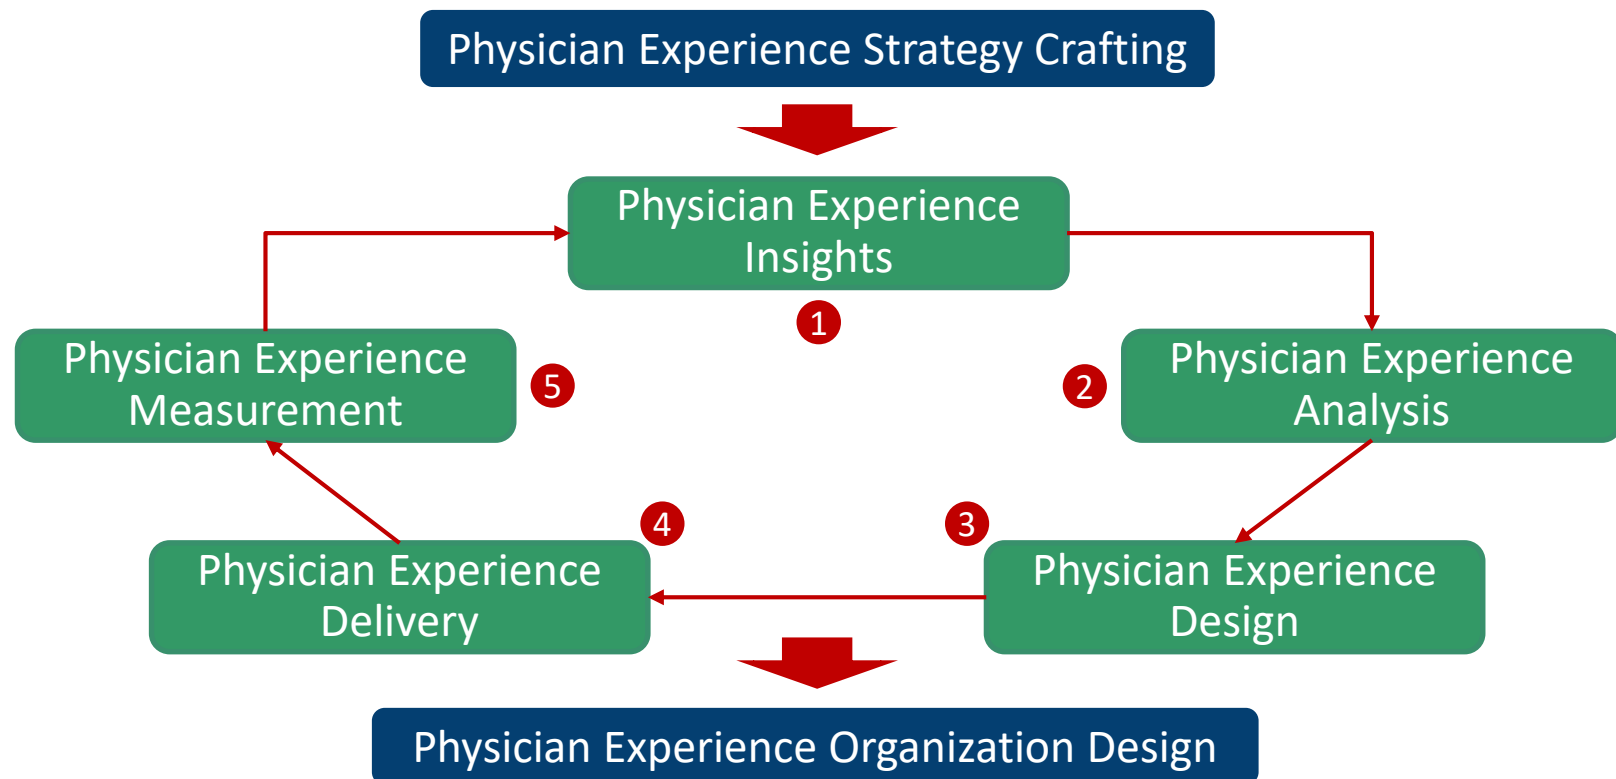 Physician Experience Strategy Crafting
Physician Experience
Insights
1
Physician Experience
Measurement
5
2
Physician Experience
Analysis
4
3
Physician Experience
Delivery
Physician Experience
Design
Physician Experience Organization Design